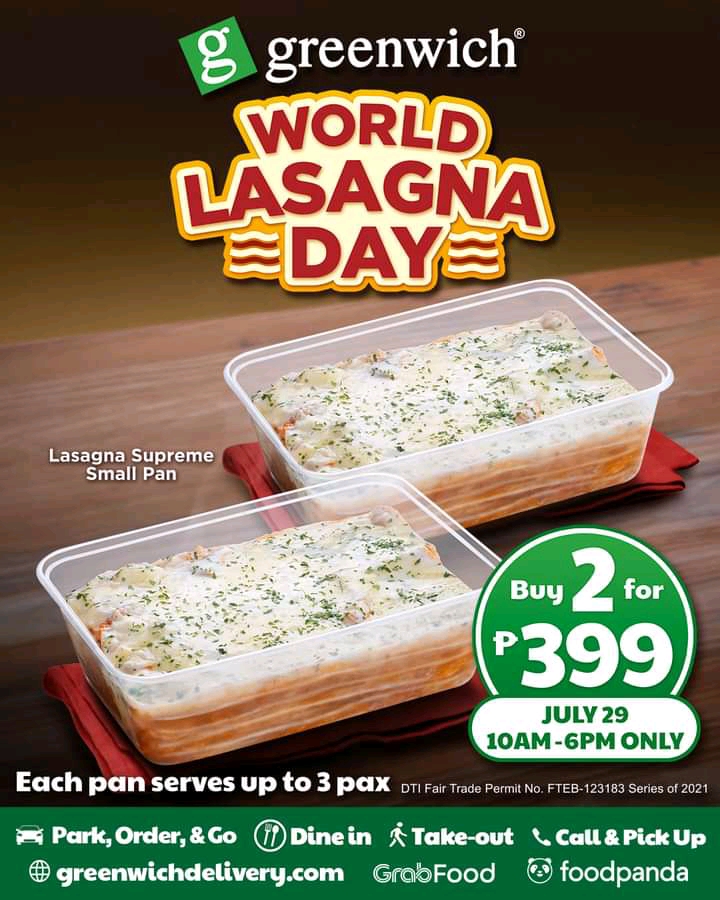 g greenwich®
WORLD
LASAGNA
DAY
Lasagna Supreme
Small Pan
Buy 2 for
₱399
JULY 29
10AM-6PM ONLY
Each pan serves up to 3 pax
DTI Fair Trade Permit No. FTEB-123183 Series of 2021
Park, Order, & Go Dine in Take-out Call & Pick Up
greenwichdelivery.com GrabFood foodpanda